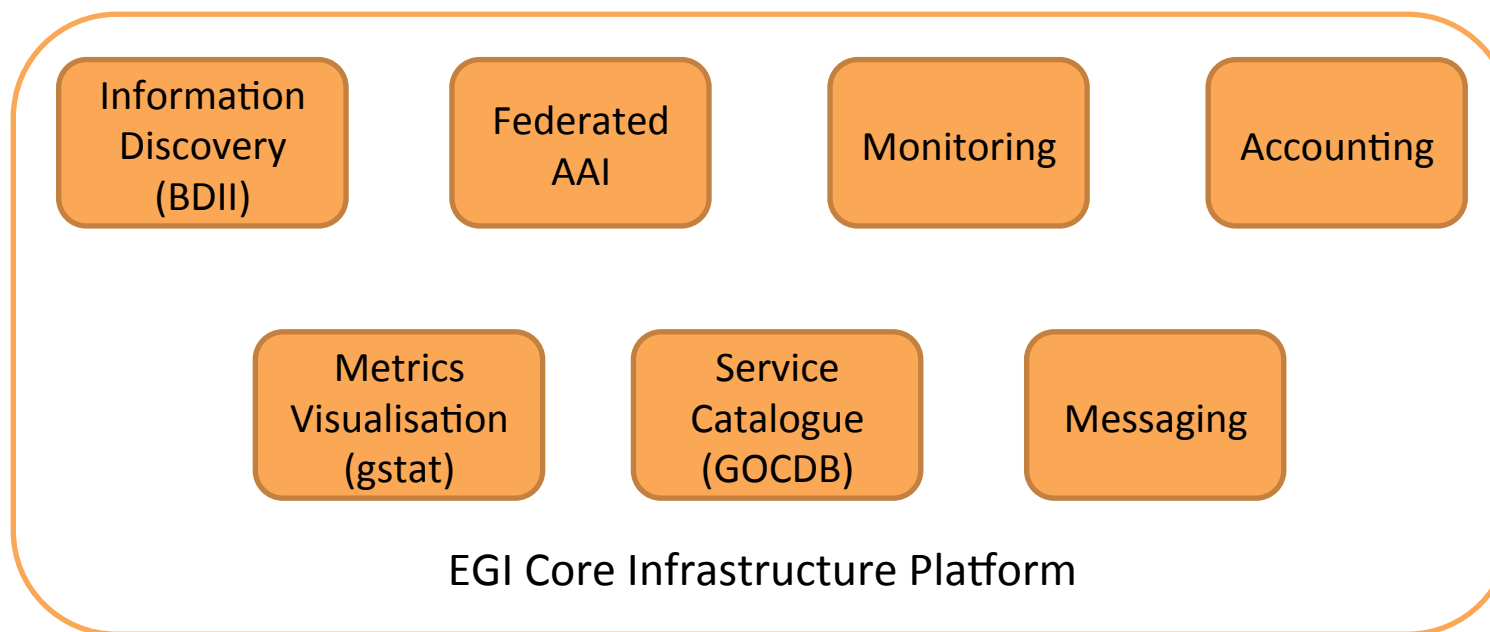 Information
Discovery
(BDII)
Federated
AAI
Monitoring
Accounting
Metrics
Visualisation
(gstat)
Service
Catalogue
(GOCDB)
Messaging
EGI Core Infrastructure Platform